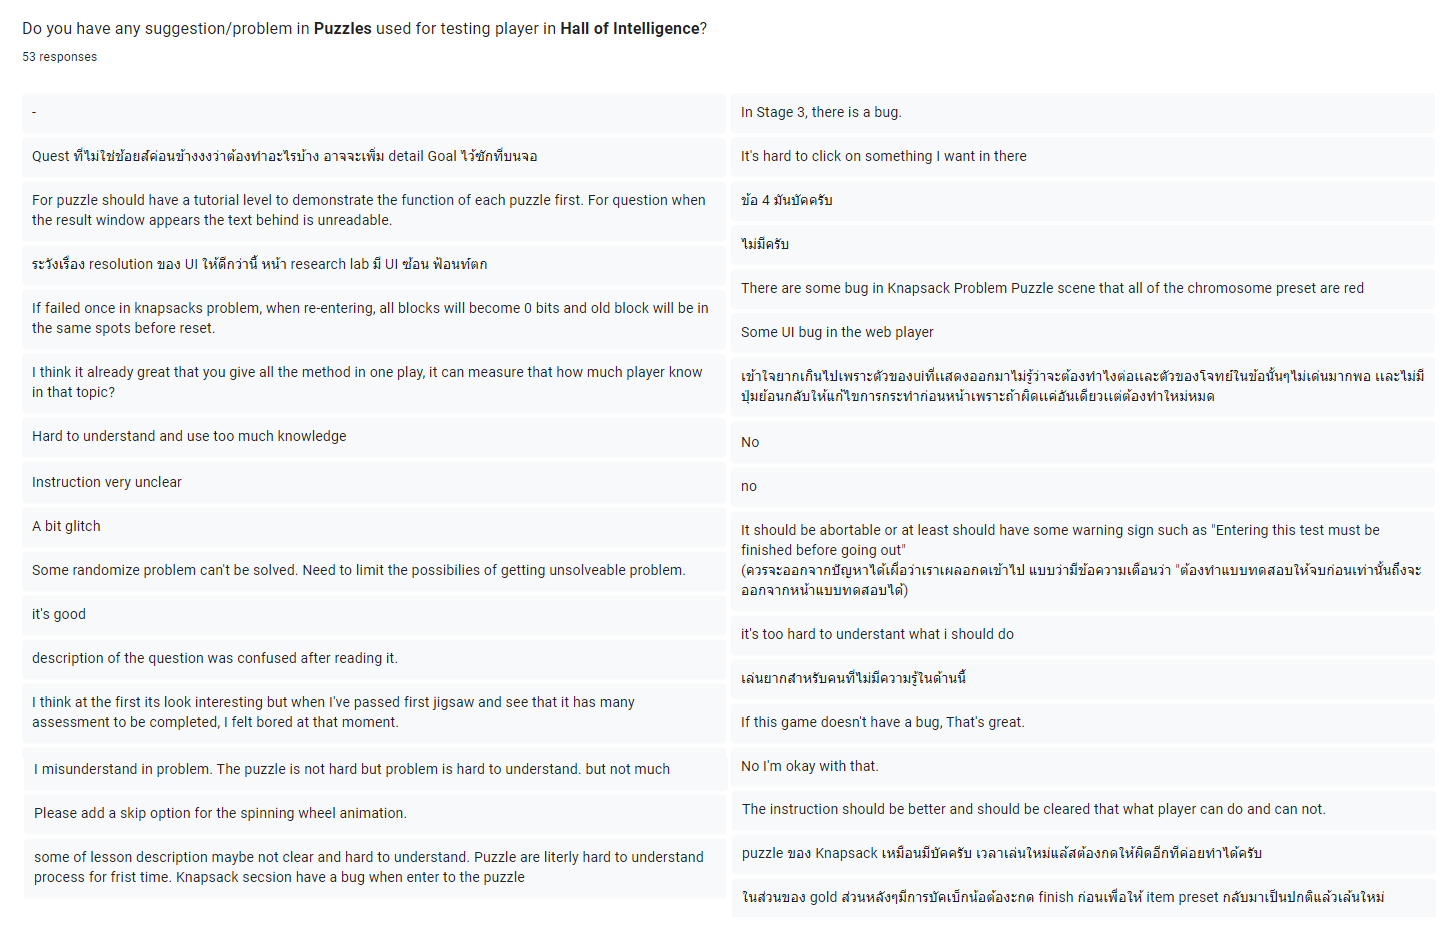 Do you have any suggestion/problem in Puzzles used for testing player in Hall of Intelligence?
53 responses
-
Quest ที่ไม่ใช่ช้อยส์ค่อนข้างงงว่าต้องทำอะไรบ้าง อาจจะเพิ่ม detail Goal ไว้ซักที่บนจอ
For puzzle should have a tutorial level to demonstrate the function of each puzzle first. For question when
the result window appears the text behind is unreadable.
ระวังเรื่อง resolution ของ UI ให้ดีกว่านี้ หน้า research lab มี UI ซ้อน ฟ้อนท์ตก
If failed once in knapsacks problem, when re-entering, all blocks will become 0 bits and old block will be in
the same spots before reset.
I think it already great that you give all the method in one play, it can measure that how much player know
in that topic?
Hard to understand and use too much knowledge
Instruction very unclear
A bit glitch
Some randomize problem can't be solved. Need to limit the possibilies of getting unsolveable problem.
it's good
description of the question was confused after reading it.
I think at the first its look interesting but when I've passed first jigsaw and see that it has many
assessment to be completed, I felt bored at that moment.
I misunderstand in problem. The puzzle is not hard but problem is hard to understand. but not much
Please add a skip option for the spinning wheel animation.
some of lesson description maybe not clear and hard to understand. Puzzle are literly hard to understand
process for frist time. Knapsack secsion have a bug when enter to the puzzle
In Stage 3, there is a bug.
It's hard to click on something I want in there
ข้อ 4 มันบัคครับ
ไม่มีครับ
There are some bug in Knapsack Problem Puzzle scene that all of the chromosome preset are red
Some UI bug in the web player
เข้าใจยากเกินไปเพราะตัวของuiที่แสดงออกมาไม่รู้ว่าจะต้องทำไงต่อและตัวของโจทย์ในข้อนั้นๆไม่เด่นมากพอ และไม่มี
ปุ่มย้อนกลับให้แก้ไขการกระทำก่อนหน้าเพราะถ้าผิดแค่อันเดียวแต่ต้องทำใหม่หมด
No
no
It should be abortable or at least should have some warning sign such as "Entering this test must be
finished before going out"
(ควรจะออกจากปัญหาได้เผื่อว่าเราเผลอกดเข้าไป แบบว่ามีข้อความเตือนว่า "ต้องทำแบบทดสอบให้จบก่อนเท่านั้นถึงจะ
ออกจากหน้าแบบทดสอบได้)
it's too hard to understant what i should do
เล่นยากสำหรับคนที่ไม่มีความรู้ในด้านนี้
If this game doesn't have a bug, That's great.
No I'm okay with that.
The instruction should be better and should be cleared that what player can do and can not.
puzzle ของ Knapsack เหมือนมีบัคครับ เวลาเล่นใหม่แล้สต้องกดให้ผิดอีกที่ค่อยทำได้ครับ
ในส่วนของ gold ส่วนหลังๆมีการบัคเบ็กน้อต้องะกด finish ก่อนเพื่อให้ item preset กลับมาเป็นปกติแล้วเล้นใหม่